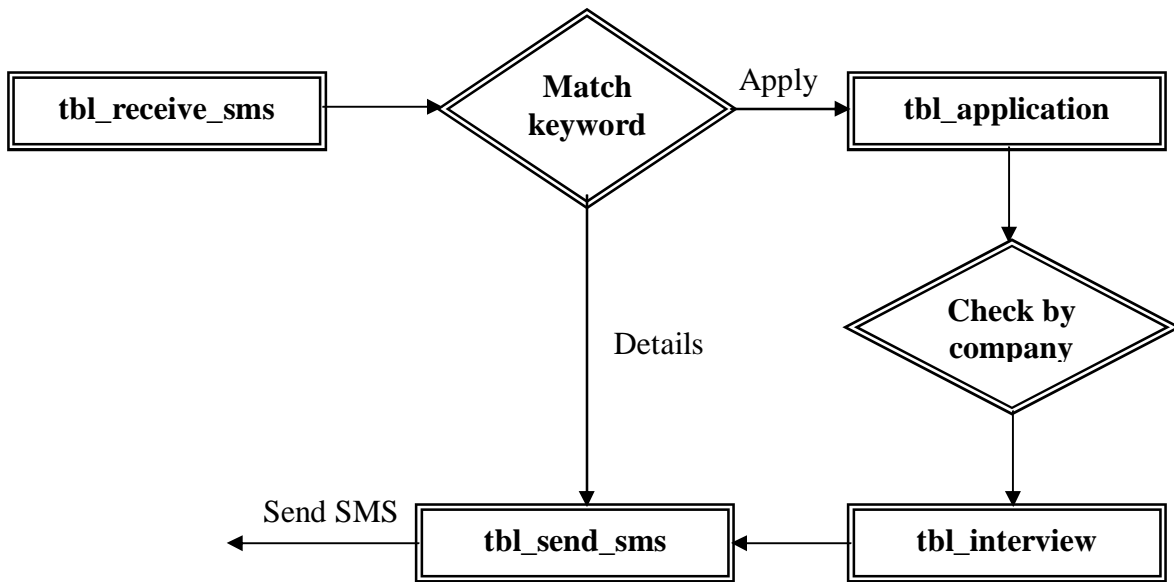 tbl_receive_sms
Match
keyword
Apply
tbl_application
Check by
company
Details
Send SMS
tbl_send_sms
tbl_interview